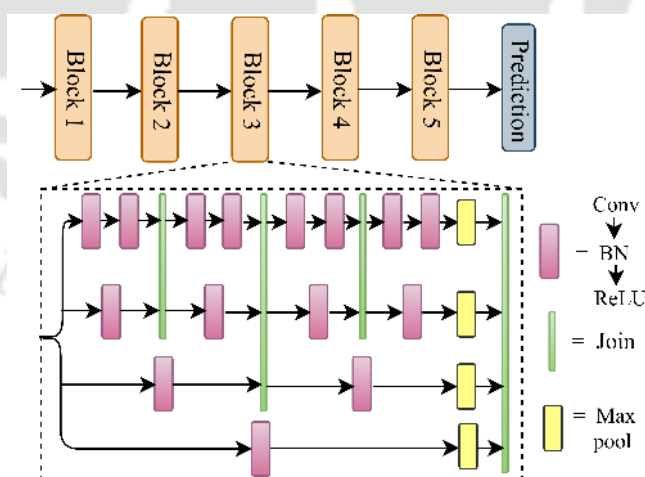 Block 1
Block 2
Block 3
Block 4
Block 5
Prediction
Conv
= BN
ReLU
= Join
= Max
pool